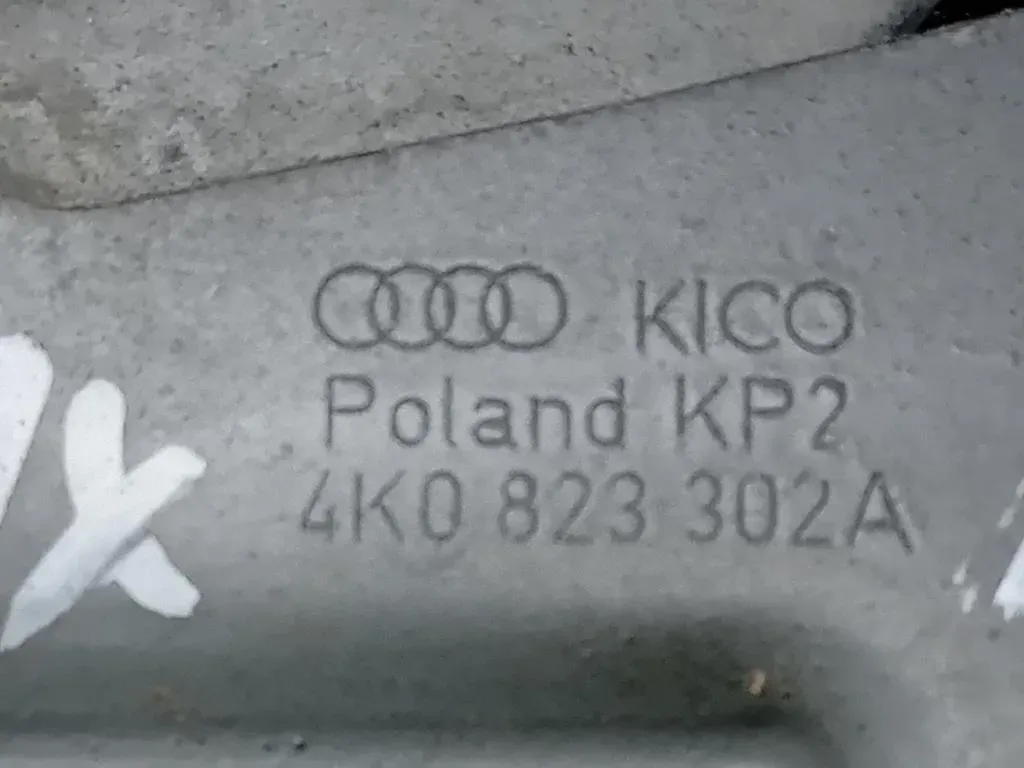 KICO
Poland KP2
4K0 823 302A